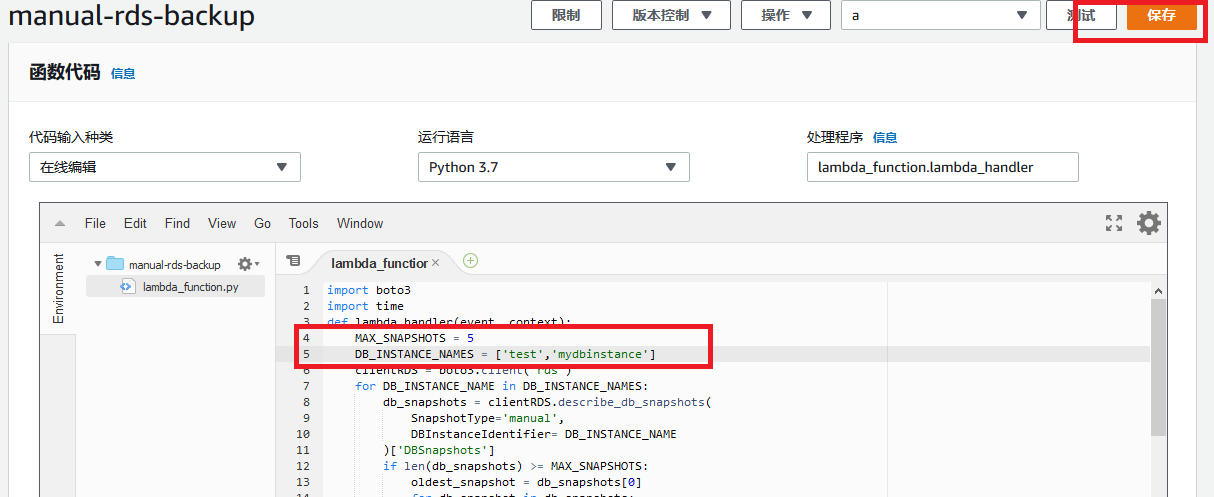 manual-rds-backup
限制
版本控制
操作
a
测试
保存
函数代码 信息
代码输入种类
运行语言
处理程序 信息
在线编辑
Python 3.7
lambda_function.lambda_handler
File Edit Find View Go Tools Window
Environment
manual-rds-backup
lambda_function.py
lambda_functior
1 import boto3
2 import time
3 def lambda_handler(event, context):
4 MAX_SNAPSHOTS = 5
5 DB_INSTANCE_NAMES = ['test','mydbinstance']
6 clientRDS = boto3.client('rds')
7 for DB_INSTANCE_NAME in DB_INSTANCE_NAMES:
8 db_snapshots = clientRDS.describe_db_snapshots(
9 SnapshotType='manual',
10 DBInstanceIdentifier= DB_INSTANCE_NAME
11 )['DBSnapshots']
12 if len(db_snapshots) >= MAX_SNAPSHOTS:
13 oldest_snapshot = db_snapshots[0]
14 for db_snapshot in db_snapshots: